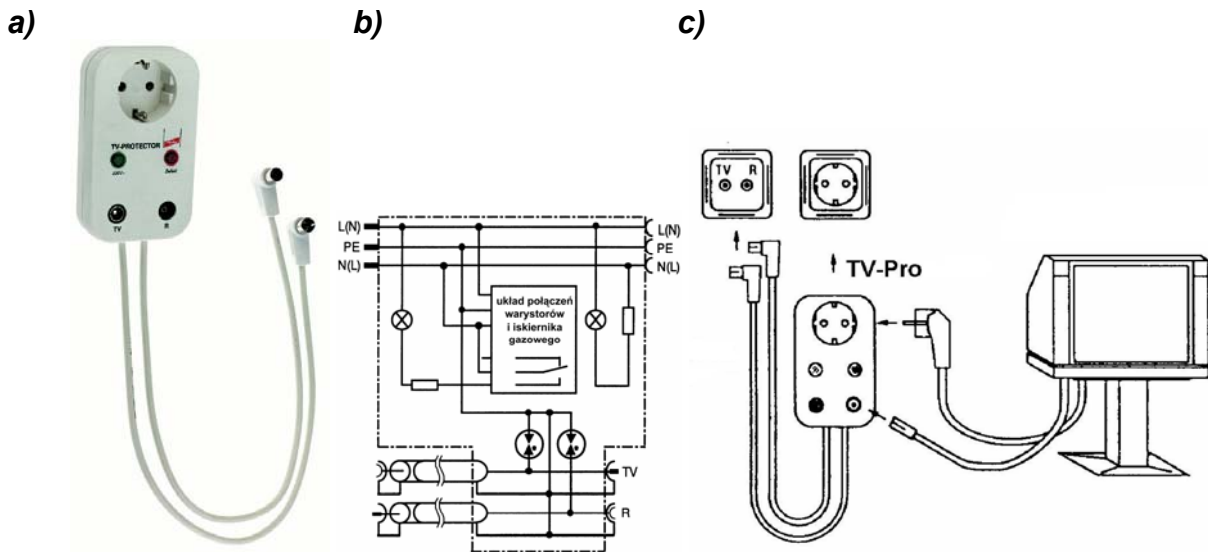 a)
b)
c)
TV-PROTECTOR
TV
R
L(N)
PE
N(L)
L(N)
PE
N(L)
układ połączeń
warystorów
i iskiernika
gazowego
TV
R
TV R
TV-Pro